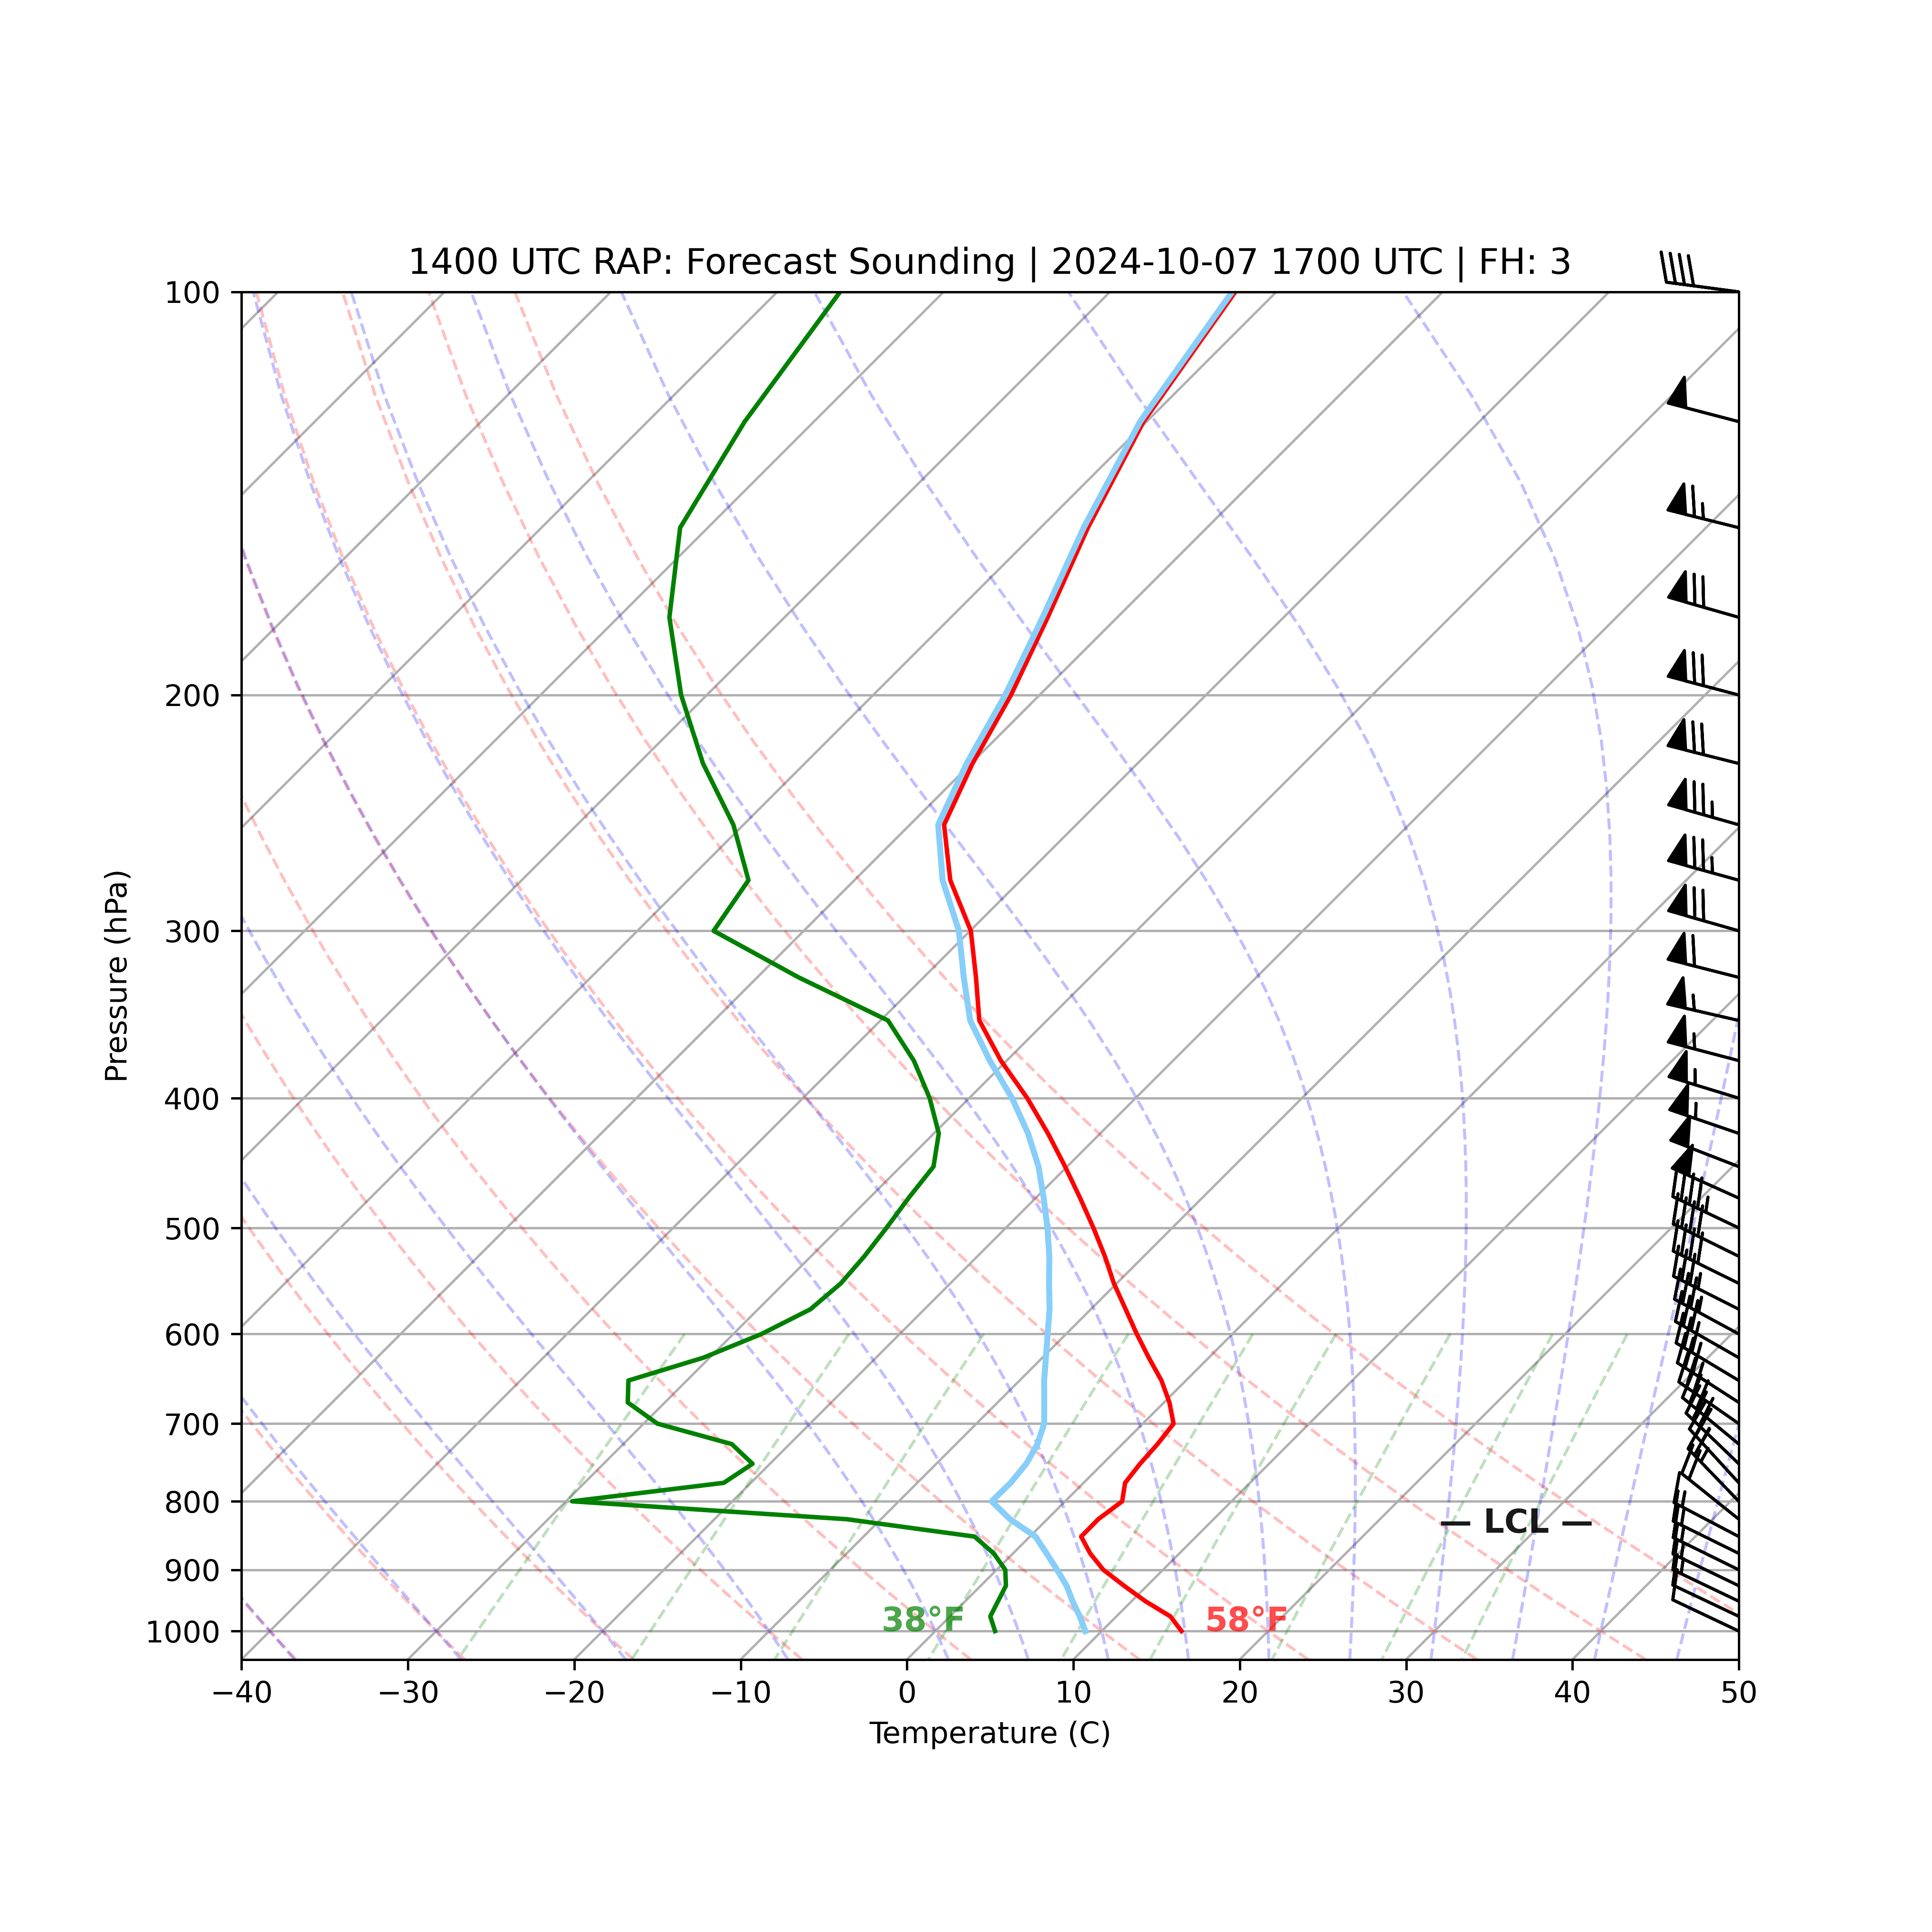 1400 UTC RAP: Forecast Sounding | 2024-10-07 1700 UTC | FH: 3
100
200
300
400
500
600
700
800
900
1000
Pressure (hPa)
— LCL —
38°F
58°F
−40 −30 −20 −10 0 10 20 30 40 50
Temperature (C)